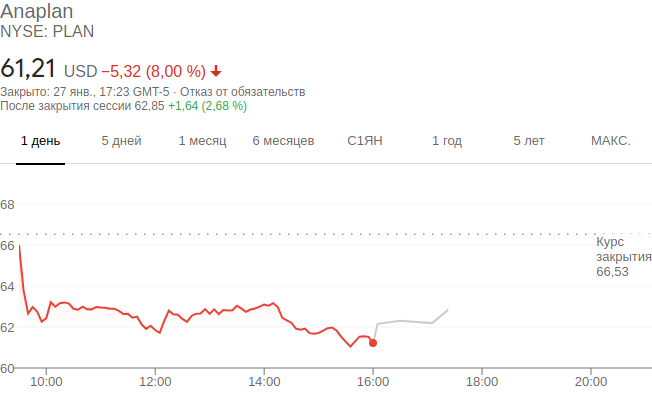 Anaplan
NYSE: PLAN
61,21 USD −5,32 (8,00 %)
Закрыто: 27 янв., 17:23 GMT-5 · Отказ от обязательств
После закрытия сессии 62,85 +1,64 (2,68 %)
1 день 5 дней 1 месяц 6 месяцев С1ЯН 1 год 5 лет МАКС.
68
66
Курс
закрытия
66,53
64
62
60
10:00 12:00 14:00 16:00 18:00 20:00